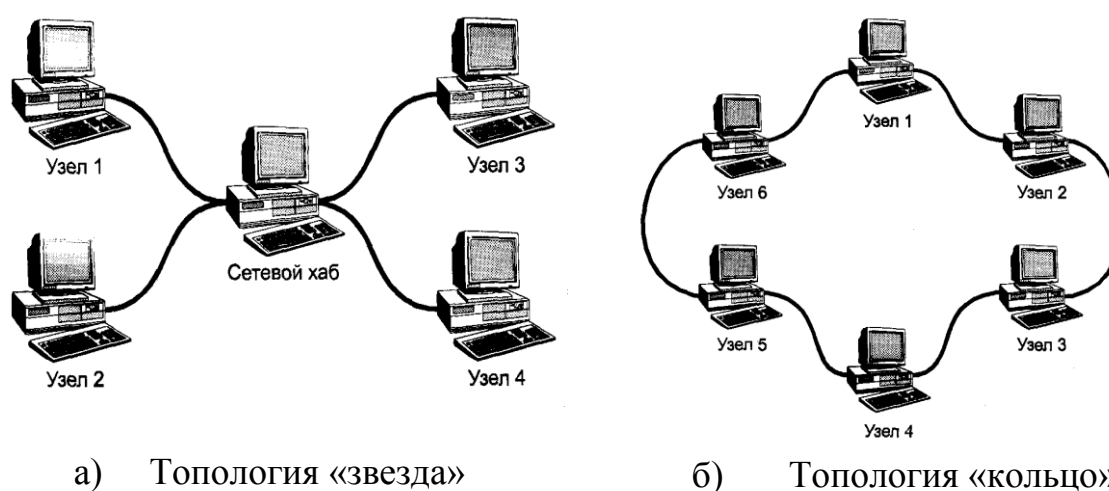 Узел 1
Узел 3
Сетевой хаб
Узел 2
Узел 4
Узел 1
Узел 6
Узел 2
Узел 5
Узел 3
Узел 4
а) Топология «звезда»
б) Топология «кольцо»